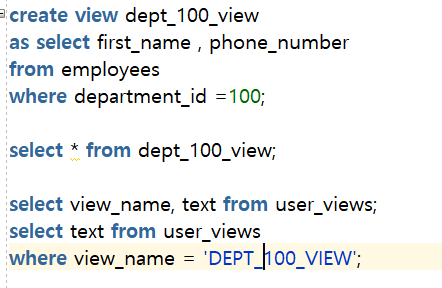 create view dept_100_view
as select first_name , phone_number
from employees
where department_id =100;
select * from dept_100_view;
select view_name, text from user_views;
select text from user_views
where view_name = 'DEPT_100_VIEW';